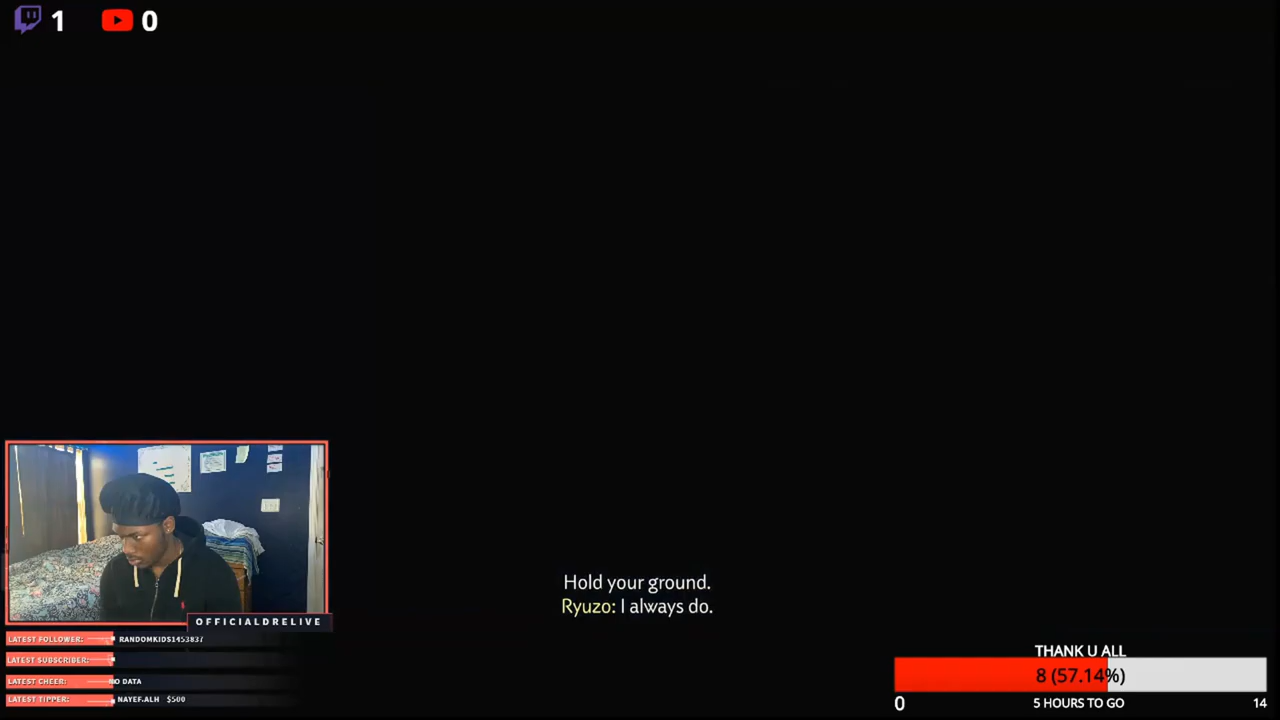 1 0
Hold your ground.
Ryuzo: I always do.
OFFICIALDRELIVE
LATEST FOLLOWER: RANDOMKIDS1453837
LATEST SUBSCRIBER:
LATEST CHEER: NO DATA
LATEST TIPPER: NAYEF.ALH $500
THANK U ALL
8 (57.14%)
0 5 HOURS TO GO 14